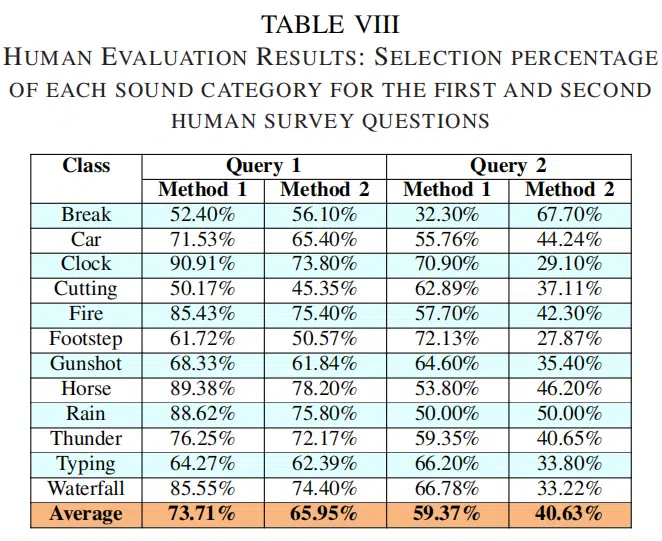 TABLE VIII
HUMAN EVALUATION RESULTS: SELECTION PERCENTAGE
OF EACH SOUND CATEGORY FOR THE FIRST AND SECOND
HUMAN SURVEY QUESTIONS
Class Query 1 Query 2
Method 1 Method 2 Method 1 Method 2
Break 52.40% 56.10% 32.30% 67.70%
Car 71.53% 65.40% 55.76% 44.24%
Clock 90.91% 73.80% 70.90% 29.10%
Cutting 50.17% 45.35% 62.89% 37.11%
Fire 85.43% 75.40% 57.70% 42.30%
Footstep 61.72% 50.57% 72.13% 27.87%
Gunshot 68.33% 61.84% 64.60% 35.40%
Horse 89.38% 78.20% 53.80% 46.20%
Rain 88.62% 75.80% 50.00% 50.00%
Thunder 76.25% 72.17% 59.35% 40.65%
Typing 64.27% 62.39% 66.20% 33.80%
Waterfall 85.55% 74.40% 66.78% 33.22%
Average 73.71% 65.95% 59.37% 40.63%